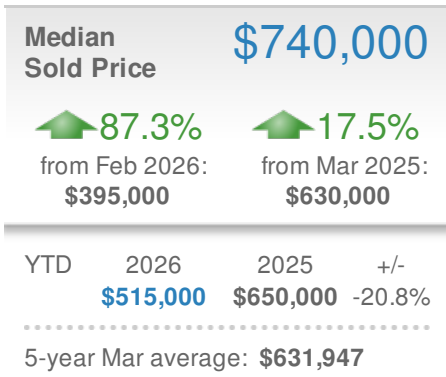 Median $740,000
Sold Price
87.3% 17.5%
from Feb 2026: from Mar 2025:
$395,000 $630,000
YTD 2026 2025 +/-
$515,000 $650,000 -20.8%
5-year Mar average: $631,947